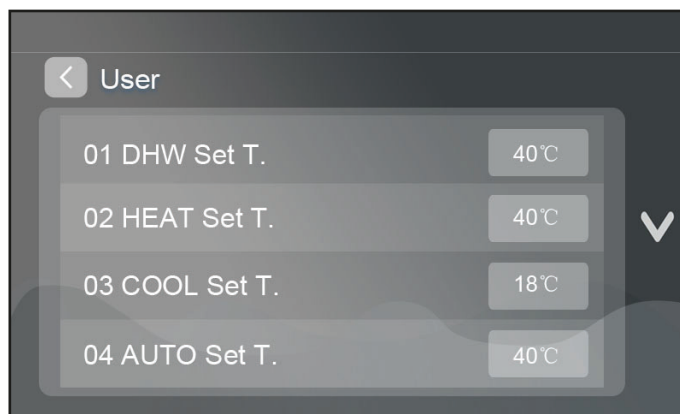 User
01 DHW Set T. 40℃
02 HEAT Set T. 40℃
03 COOL Set T. 18℃
04 AUTO Set T. 40℃